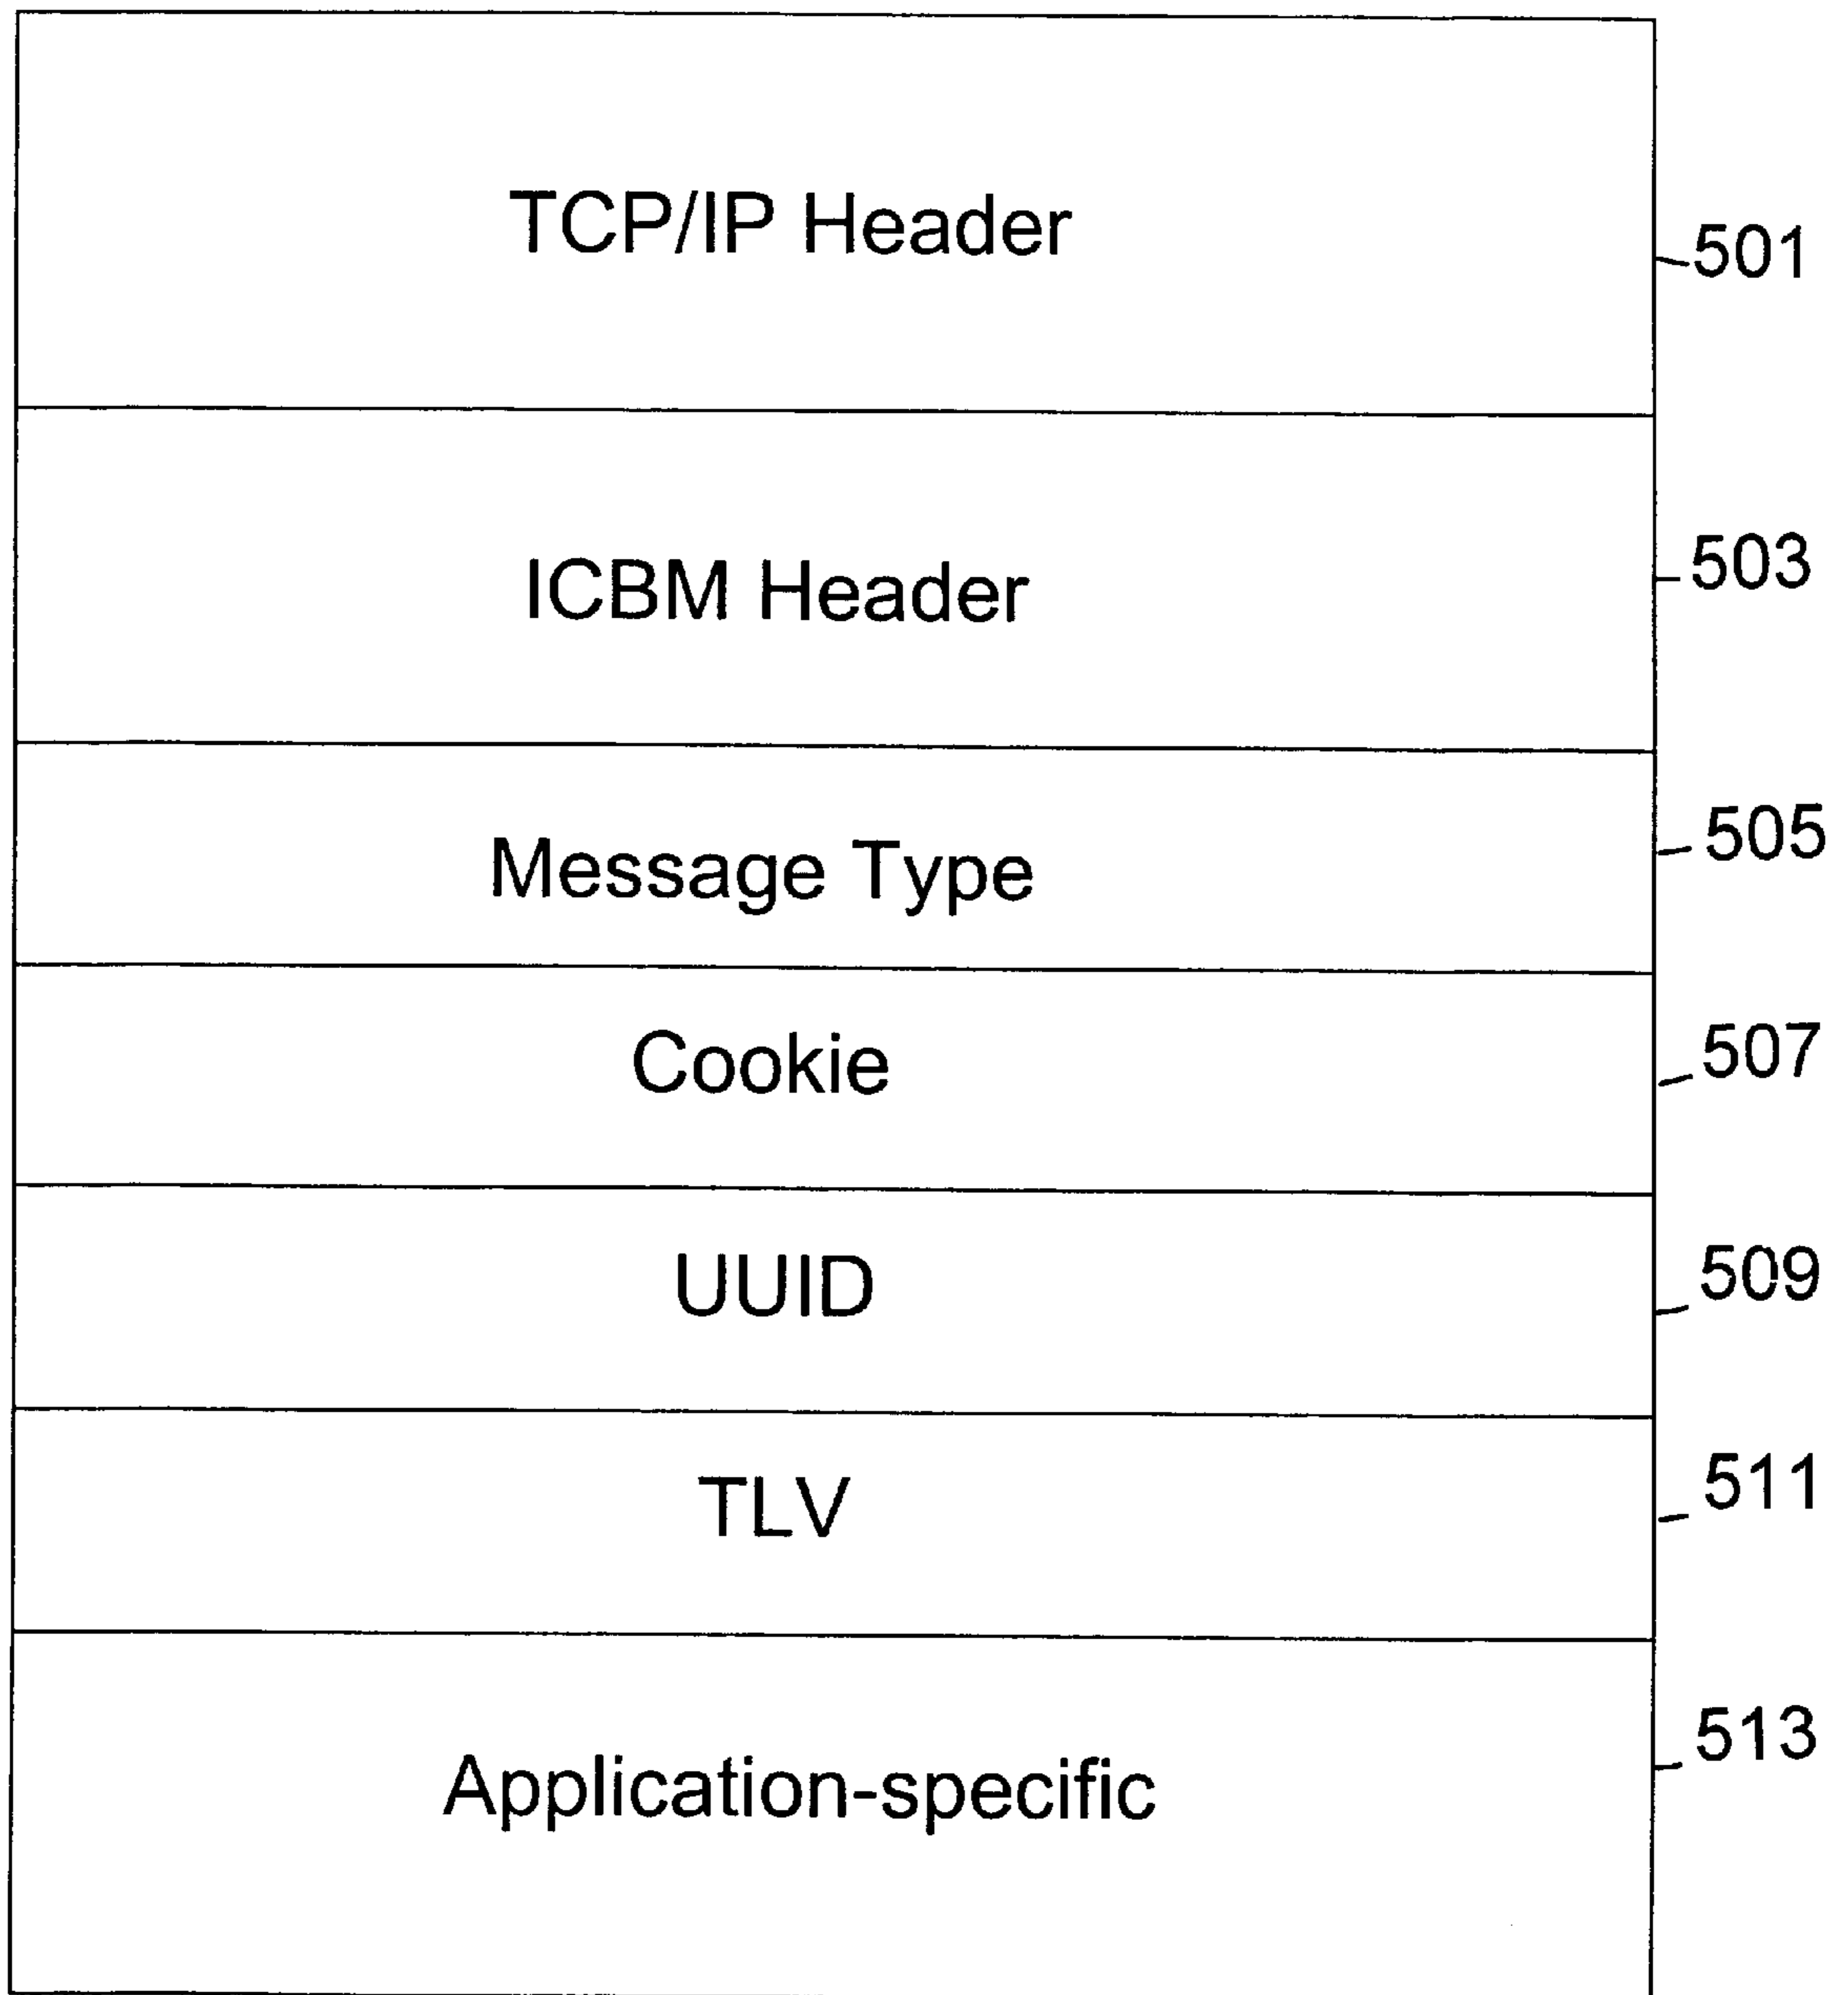 TCP/IP Header
501
ICBM Header
503
Message Type
505
Cookie
507
UUID
509
TLV
511
Application-specific
513